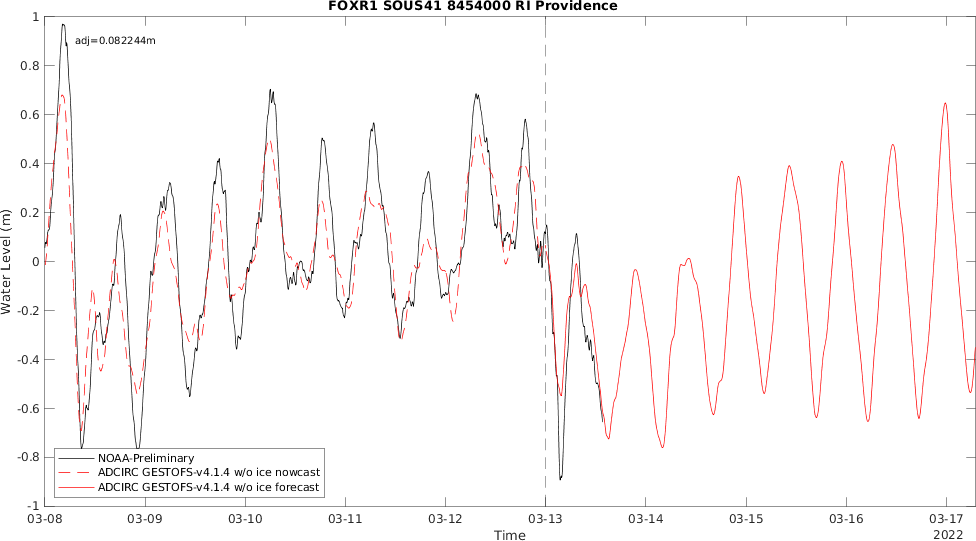 FOXR1 SOUS41 8454000 RI Providence
adj=0.082244m
Water Level (m)
1
0.8
0.6
0.4
0.2
0
-0.2
-0.4
-0.6
-0.8
-1
NOAA-Preliminary
ADCIRC GESTOFS-v4.1.4 w/o ice nowcast
ADCIRC GESTOFS-v4.1.4 w/o ice forecast
03-08 03-09 03-10 03-11 03-12 03-13 03-14 03-15 03-16 03-17
Time
2022